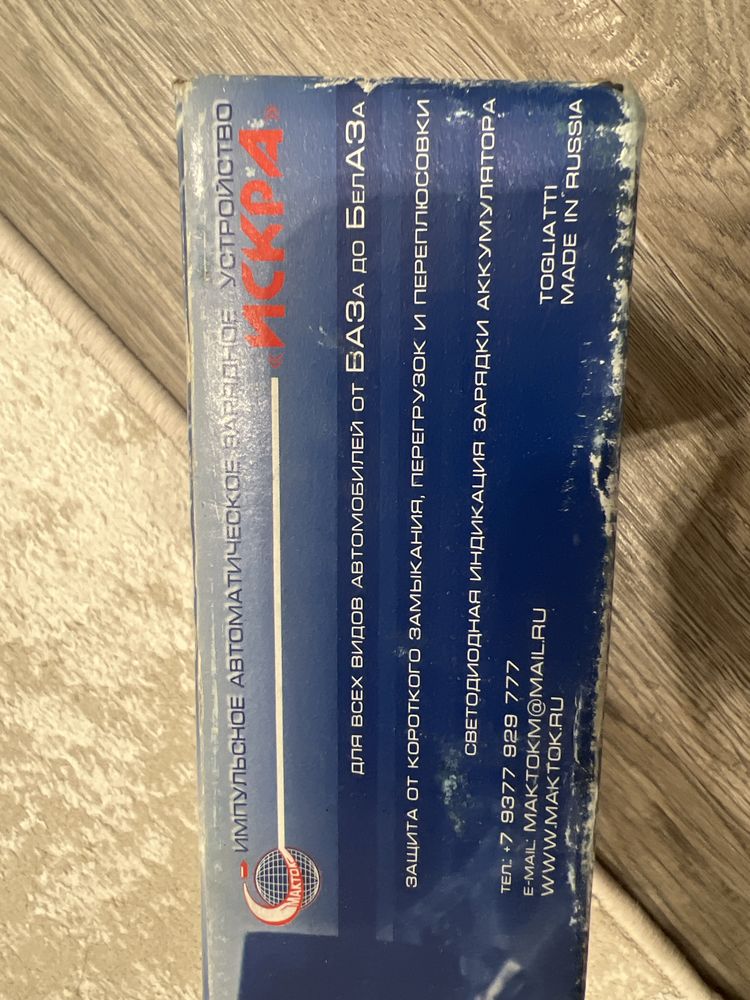 ИМПУЛЬСНОЕ АВТОМАТИЧЕСКОЕ ЗАРЯДНОЕ УСТРОЙСТВО
«ИСКРА»
МАКТОК
ДЛЯ ВСЕХ ВИДОВ АВТОМОБИЛЕЙ ОТ БАЗА ДО БЕЛАЗА
ЗАЩИТА ОТ КОРОТКОГО ЗАМЫКАНИЯ, ПЕРЕГРУЗОК И ПЕРЕПЛЮСОВКИ
СВЕТОДИОДНАЯ ИНДИКАЦИЯ ЗАРЯДКИ АККУМУЛЯТОРА
ТЕЛ.: +7 9377 929 777
E-MAIL: MAKTOKM@MAIL.RU
WWW.MAKTOK.RU
TOGLIATTI
MADE IN RUSSIA